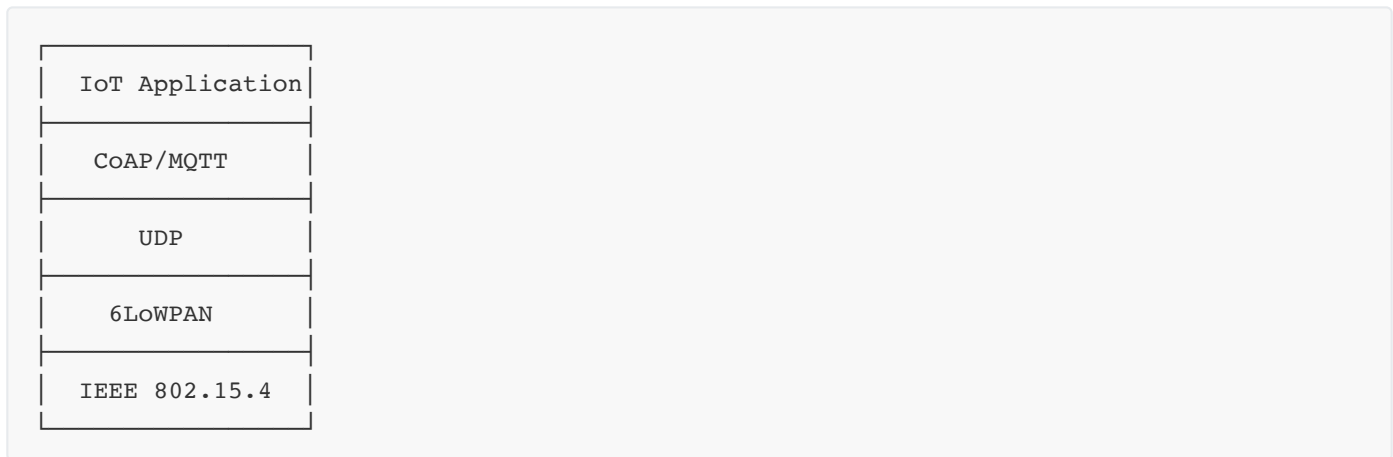 IoT Application
CoAP/MQTT
UDP
6LoWPAN
IEEE 802.15.4